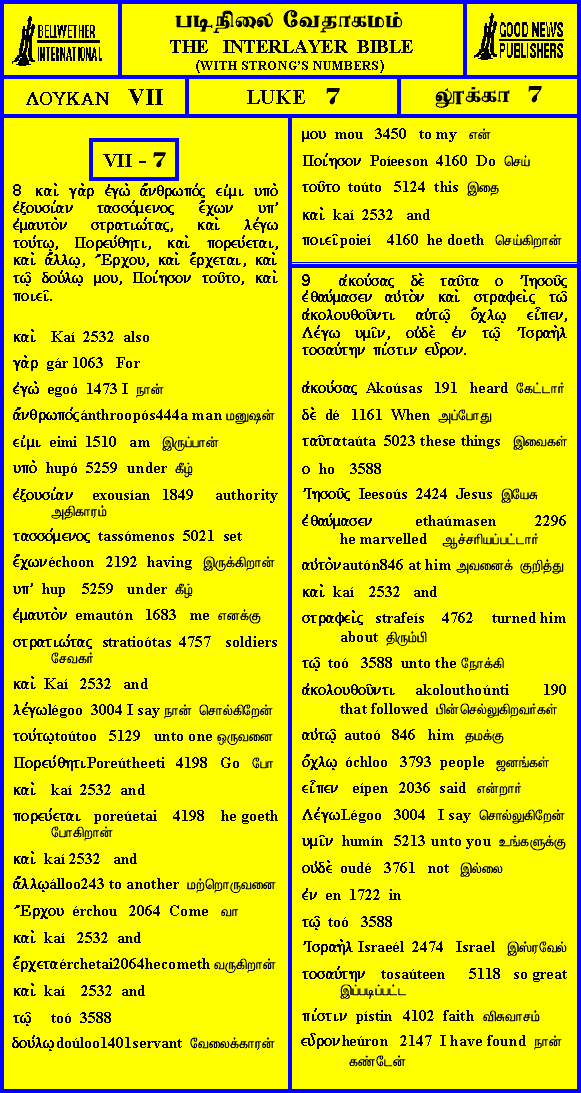 BELLWETHER
INTERNATIONAL
படிநிலை வேதாகமம்
THE INTERLAYER BIBLE
(WITH STRONG'S NUMBERS)
GOOD NEWS
PUBLISHERS
ΛΟΥΚΑΝ VII
LUKE 7
லூக்கா 7
VII - 7
8 καὶ γὰρ ἐγὼ ἄνθρωπός εἰμι υπὸ
ἐξουσίαν τασσόμενος ἔχων υπ'
ἐμαυτὸν στρατιώτας, καὶ λέγω
τούτῳ, Πορεύθητι, καὶ πορεύεται,
καὶ ἄλλῳ, Ἔρχου, καὶ ἔρχεται, καὶ
τῷ δούλῳ μου, Ποίησον τοῦτο, καὶ
ποιεῖ.
καὶ Kaí 2532 also
γὰρ gár 1063 For
ἐγὼ egoó 1473 I நான்
ἄνθρωπός ánthroopós444a man மனுஷன்
εἰμι eimi 1510 am இருப்பான்
υπὸ hupó 5259 under கீழ்
ἐξουσίαν exousían 1849 authority
அதிகாரம்
τασσόμενος tassómenos 5021 set
ἔχων échoon 2192 having இருக்கிறான்
υπ' hup 5259 under கீழ்
ἐμαυτὸν emautón 1683 me எனக்கு
στρατιώτας stratioótas 4757 soldiers
சேவகர்
καὶ Kaí 2532 and
λέγω légoo 3004 I say நான் சொல்கிறேன்
τούτῳ toútoo 5129 unto one ஒருவனை
Πορεύθητι Poreútheeti 4198 Go போ
καὶ kaí 2532 and
πορεύεται poreúetai 4198 he goeth
போகிறான்
καὶ kaí 2532 and
ἄλλῳ álloo243 to another மற்றொருவனை
Ἔρχου érchou 2064 Come வா
καὶ kaí 2532 and
ἔρχεται érchetai2064hecometh வருகிறான்
καὶ kaí 2532 and
τῷ toó 3588
δούλῳ doúloo1401servant வேலைக்காரன்
μου mou 3450 to my என்
Ποίησον Poíeeson 4160 Do செய்
τοῦτο toúto 5124 this இதை
καὶ kaí 2532 and
ποιεῖ poieí 4160 he doeth செய்கிறான்
9 ἀκούσας δὲ ταῦτα ο Ἰησοῦς
ἐθαύμασεν αὐτὸν καὶ στραφεὶς τῷ
ἀκολουθοῦντι αὐτῷ ὄχλῳ εἶπεν,
Λέγω υμῖν, οὐδὲ ἐν τῷ Ἰσραὴλ
τοσαύτην πίστιν εὗρον.
ἀκούσας Akoúsas 191 heard கேட்டார்
δὲ dé 1161 When அப்போது
ταῦτα taúta 5023 these things இவைகள்
ο ho 3588
Ἰησοῦς Ieesoús 2424 Jesus இயேசு
ἐθαύμασεν ethaúmasen 2296
he marvelled ஆச்சரியப்பட்டார்
αὐτὸν autón846 at him அவனைக் குறித்து
καὶ kaí 2532 and
στραφεὶς strafeís 4762 turned him
about திரும்பி
τῷ toó 3588 unto the நோக்கி
ἀκολουθοῦντι akolouthoúnti 190
that followed பின்செல்லுகிறவர்கள்
αὐτῷ autoó 846 him தமக்கு
ὄχλῳ óchloo 3793 people ஜனங்கள்
εἶπεν eípen 2036 said என்றார்
Λέγω Légoo 3004 I say சொல்லுகிறேன்
υμῖν humín 5213 unto you உங்களுக்கு
οὐδὲ oudé 3761 not இல்லை
ἐν en 1722 in
τῷ toó 3588
Ἰσραὴλ Israeél 2474 Israel இஸ்ரவேல்
τοσαύτην tosaúteen 5118 so great
இப்படிப்பட்ட
πίστιν pístin 4102 faith விசுவாசம்
εὗρον heúron 2147 I have found நான்
கண்டேன்